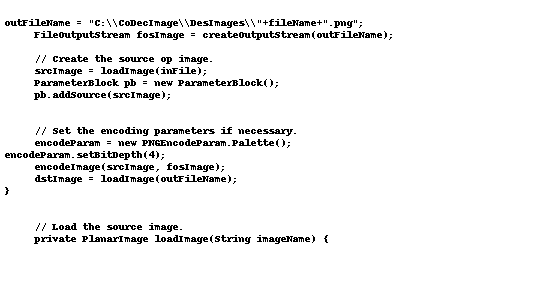 outFileName = "C:\\CoDecImage\\DesImages\\"+fileName+".png";
FileOutputStream fosImage = createOutputStream(outFileName);
// Create the source op image.
srcImage = loadImage(inFile);
ParameterBlock pb = new ParameterBlock();
pb.addSource(srcImage);
// Set the encoding parameters if necessary.
encodeParam = new PNGEncodeParam.Palette();
encodeParam.setBitDepth(4);
encodeImage(srcImage, fosImage);
dstImage = loadImage(outFileName);
}
// Load the source image.
private PlanarImage loadImage(String imageName) {